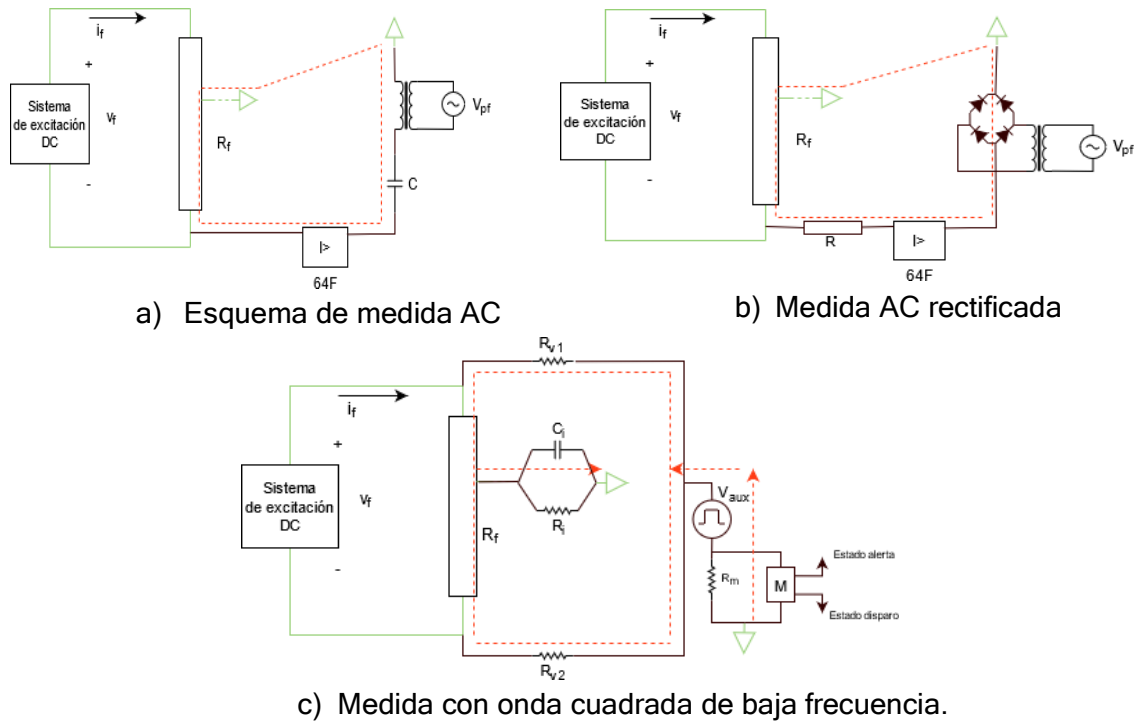 i_f
+
Sistema
de excitación
DC
v_f
R_f
-
V_pf
C
I>
64F
a) Esquema de medida AC
i_f
+
Sistema
de excitación
DC
v_f
R_f
-
V_pf
R
I>
64F
b) Medida AC rectificada
R_v1
i_f
+
C_i
Sistema
de excitación
DC
v_f
R_f
R_i
-
V_aux
R_m
M
Estado alerta
Estado disparo
R_v2
c) Medida con onda cuadrada de baja frecuencia.